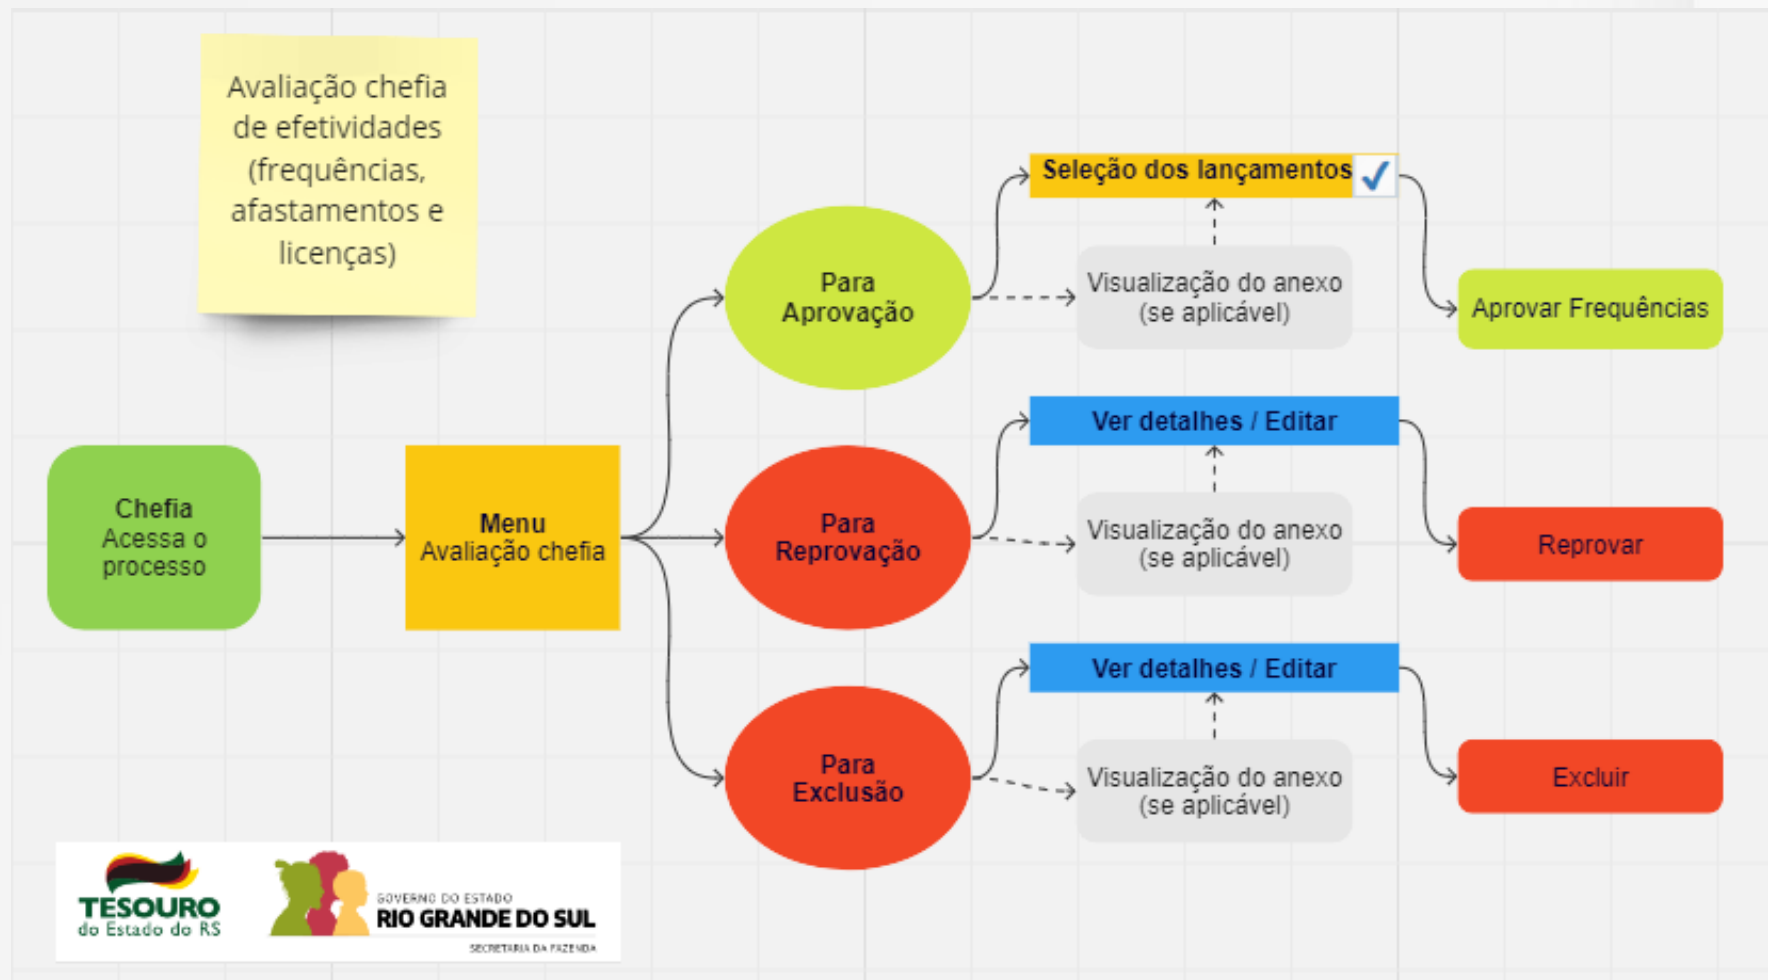 Avaliação chefia
de efetividades
(frequências,
afastamentos e
licenças)
Chefia
Acessa o
processo
Menu
Avaliação chefia
Para
Aprovação
Seleção dos lançamentos
Visualização do anexo
(se aplicável)
Aprovar Frequências
Para
Reprovação
Ver detalhes / Editar
Visualização do anexo
(se aplicável)
Reprovar
Para
Exclusão
Ver detalhes / Editar
Visualização do anexo
(se aplicável)
Excluir
TESOURO
do Estado do RS
GOVERNO DO ESTADO
RIO GRANDE DO SUL
SECRETARIA DA FAZENDA